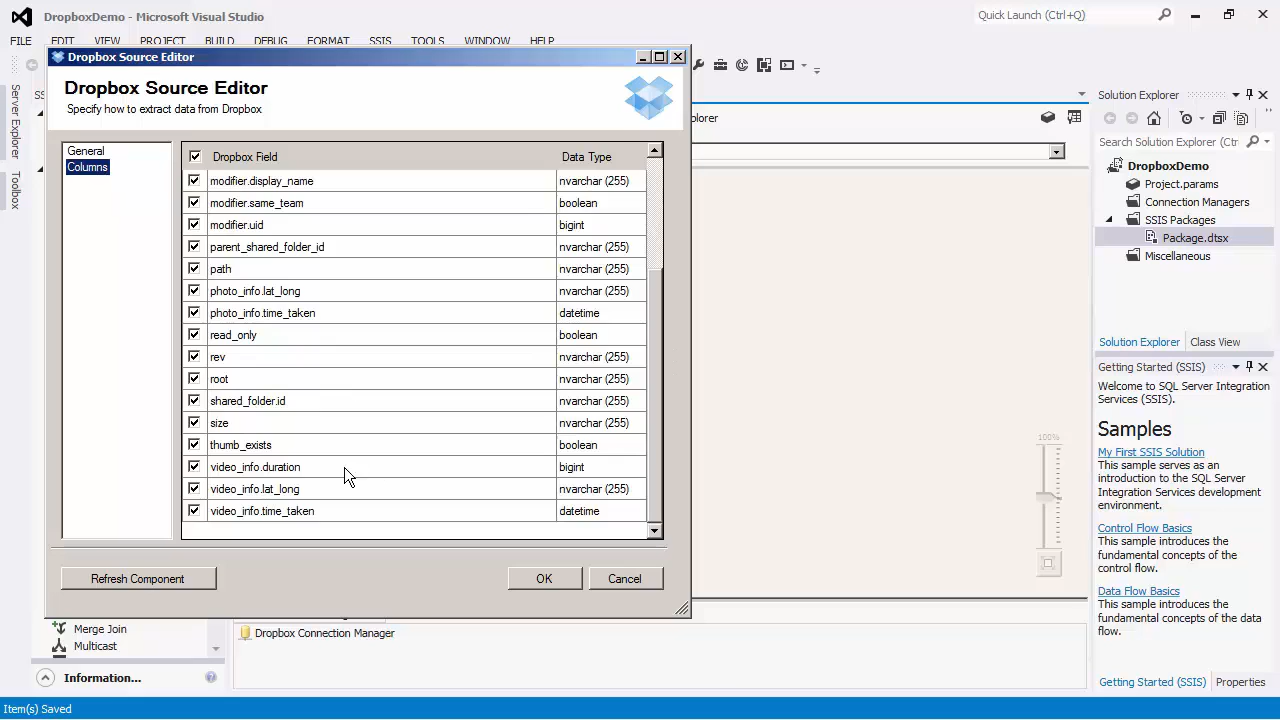 DropboxDemo - Microsoft Visual Studio
Quick Launch (Ctrl+Q)
FILE EDIT VIEW PROJECT BUILD DEBUG FORMAT SSIS TOOLS WINDOW HELP
Server Explorer
Toolbox
Dropbox Source Editor
Dropbox Source Editor
Specify how to extract data from Dropbox
General
Columns
Dropbox Field Data Type
modifier.display_name nvarchar (255)
modifier.same_team boolean
modifier.uid bigint
parent_shared_folder_id nvarchar (255)
path nvarchar (255)
photo_info.lat_long nvarchar (255)
photo_info.time_taken datetime
read_only boolean
rev nvarchar (255)
root nvarchar (255)
shared_folder.id nvarchar (255)
size nvarchar (255)
thumb_exists boolean
video_info.duration bigint
video_info.lat_long nvarchar (255)
video_info.time_taken datetime
Refresh Component OK Cancel
SS
plorer
100%
Merge Join
Multicast
Information...
Dropbox Connection Manager
Solution Explorer
Search Solution Explorer (Ctr
DropboxDemo
Project.params
Connection Managers
SSIS Packages
Package.dtsx
Miscellaneous
Solution Explorer Class View
Getting Started (SSIS)
Welcome to SQL Server Integration
Services (SSIS).
Samples
My First SSIS Solution
This sample serves as an
introduction to the SQL Server
Integration Services development
environment.
Control Flow Basics
This sample introduces the
fundamental concepts of the
control flow.
Data Flow Basics
This sample introduces the
fundamental concepts of the data
flow.
Getting Started (SSIS) Properties
Item(s) Saved